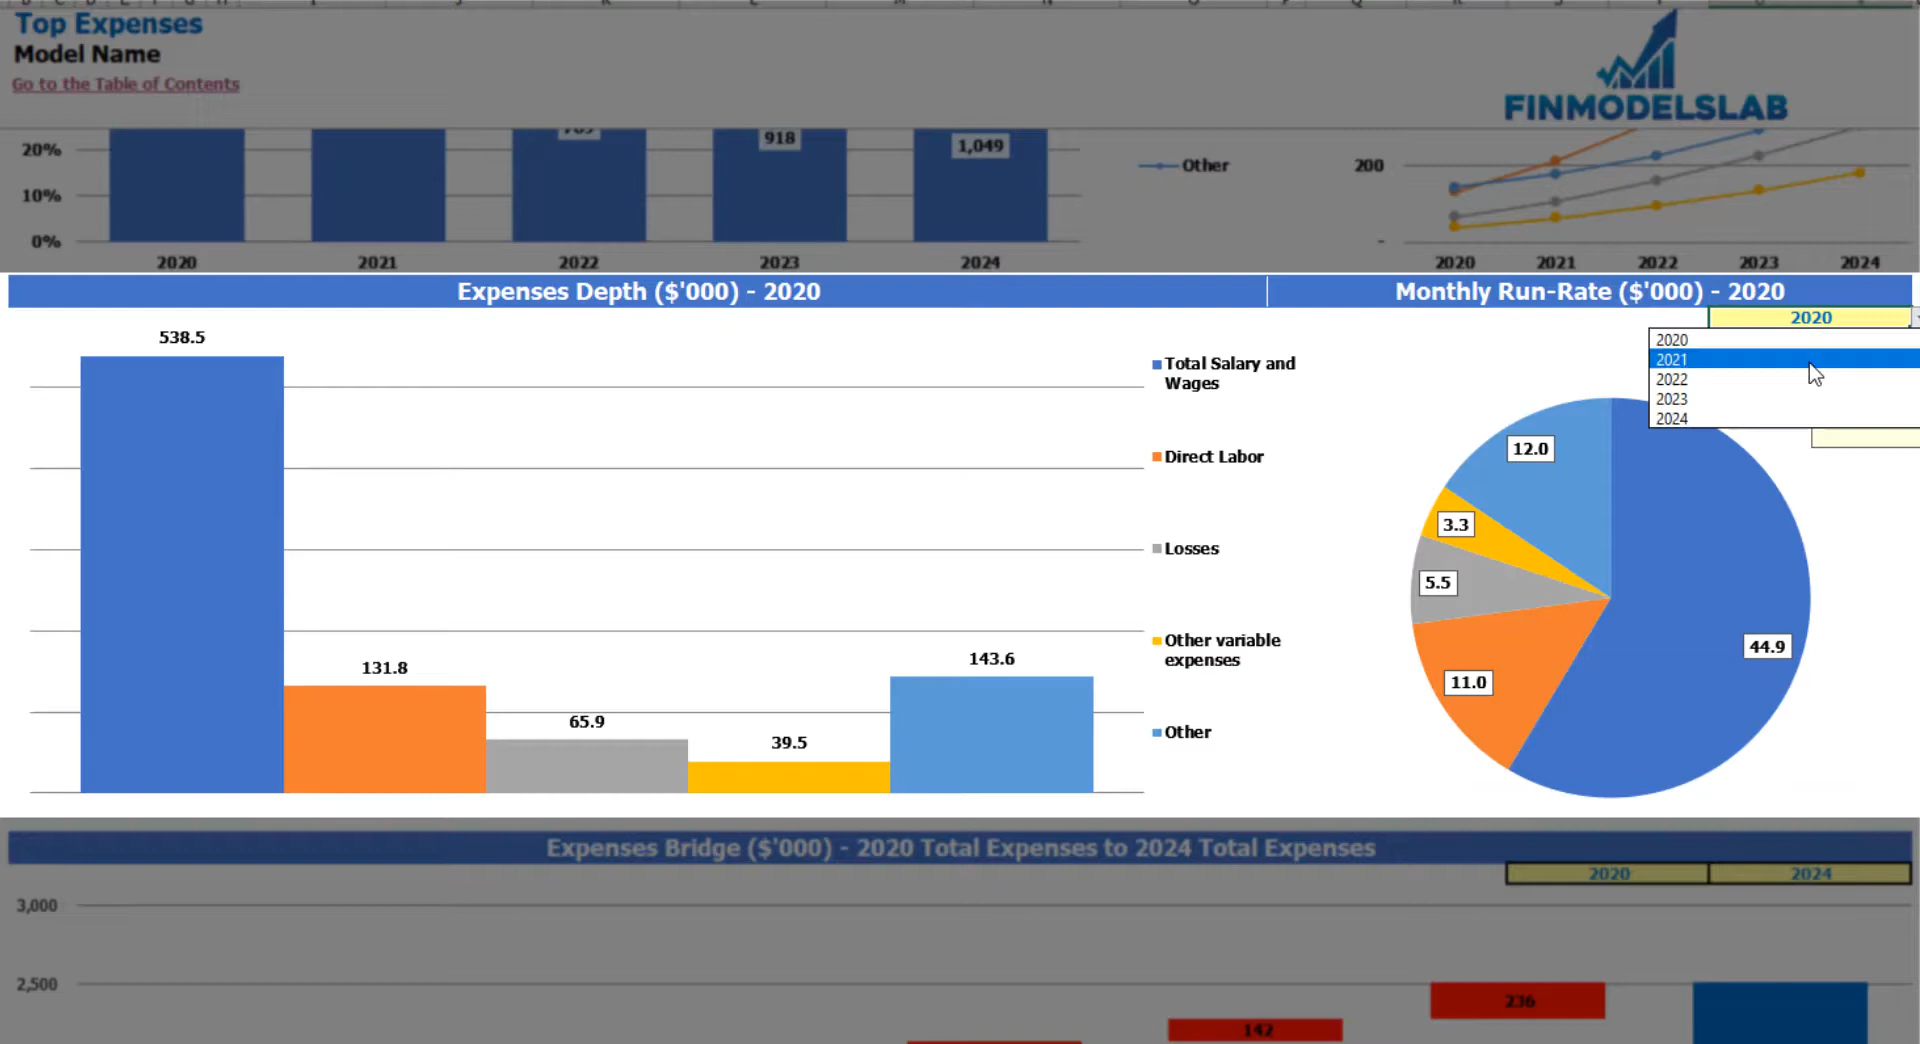 Top Expenses
Model Name
Go to the Table of Contents
FINMODELSLAB
20%
10%
0%
918
1,049
2020 2021 2022 2023 2024
Other
200
-
2020 2021 2022 2023 2024
Expenses Depth ($'000) - 2020
Monthly Run-Rate ($'000) - 2020
2020
2020
2021
2022
2023
2024
538.5
131.8
65.9
39.5
143.6
Total Salary and
Wages
Direct Labor
Losses
Other variable
expenses
Other
12.0
3.3
5.5
11.0
44.9
Expenses Bridge ($'000) - 2020 Total Expenses to 2024 Total Expenses
2020 2024
3,000
2,500
236
142